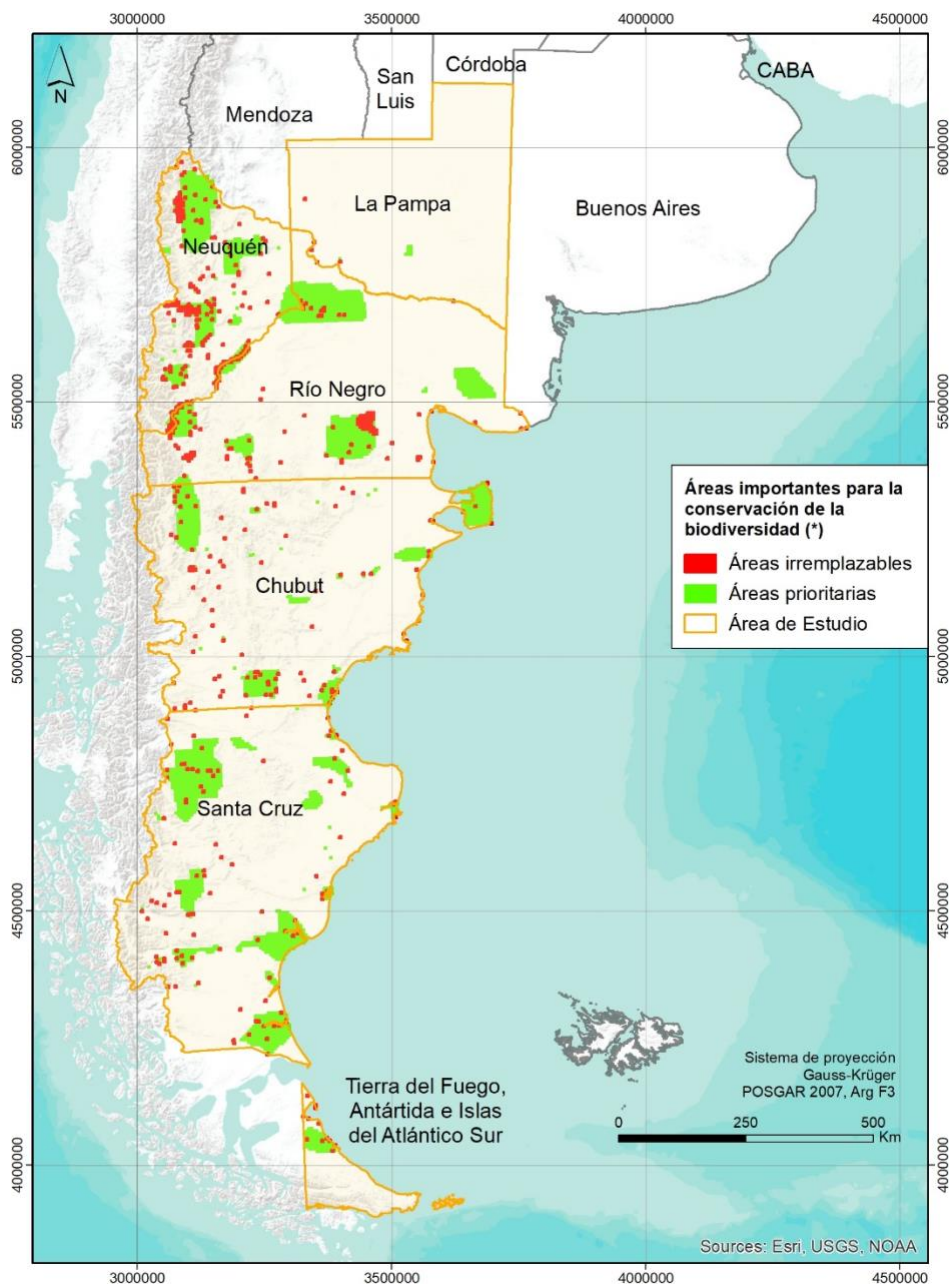 3000000
3500000
4000000
4500000
N
Córdoba
San
Luis
CABA
Mendoza
6000000
6000000
La Pampa
Buenos Aires
Neuquén
Río Negro
5500000
5500000
Áreas importantes para la
conservación de la
biodiversidad (*)
Áreas irremplazables
Áreas prioritarias
Área de Estudio
Chubut
5000000
5000000
Santa Cruz
4500000
4500000
Sistema de proyección
Gauss-Krüger
POSGAR 2007, Arg F3
Tierra del Fuego,
Antártida e Islas
del Atlántico Sur
0
250
500
Km
4000000
4000000
Sources: Esri, USGS, NOAA
3000000
3500000
4000000
4500000